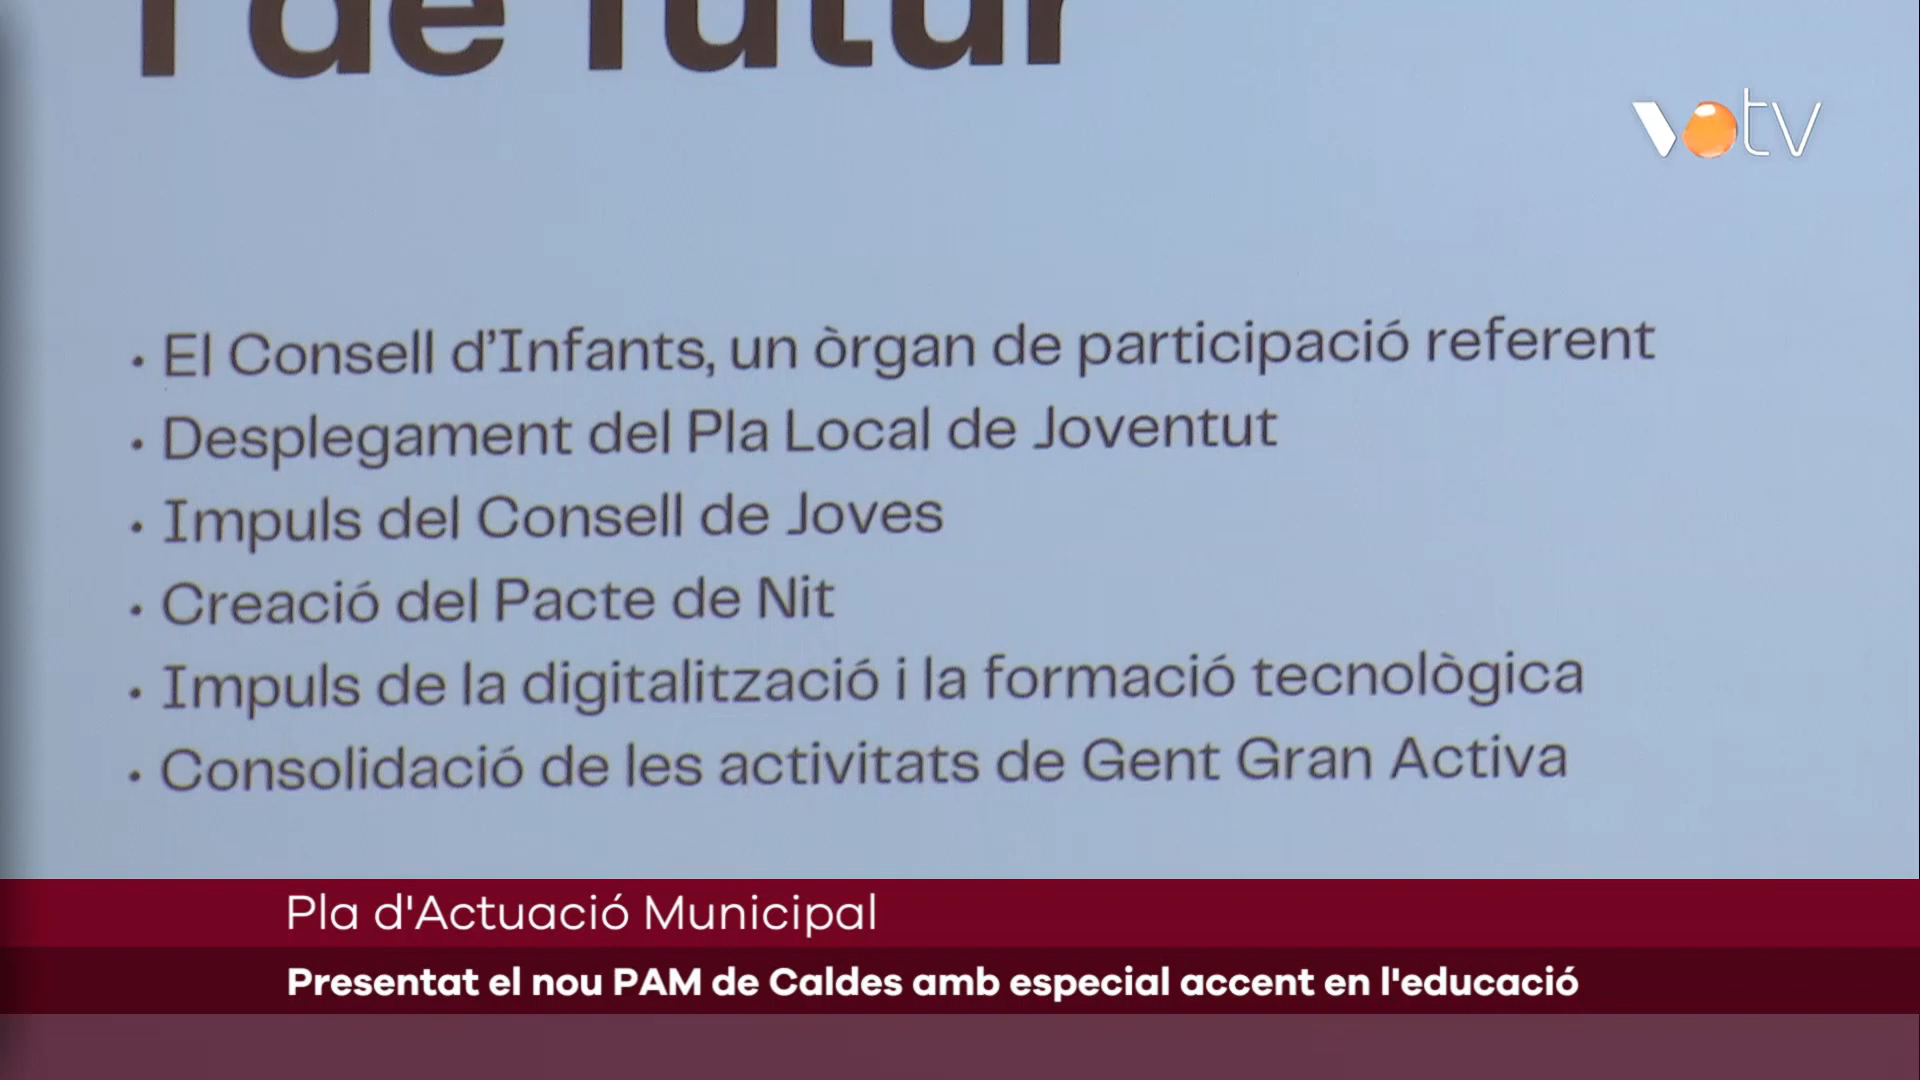 i de futur
votv
• El Consell d'Infants, un òrgan de participació referent
• Desplegament del Pla Local de Joventut
• Impuls del Consell de Joves
• Creació del Pacte de Nit
• Impuls de la digitalització i la formació tecnològica
• Consolidació de les activitats de Gent Gran Activa
Pla d'Actuació Municipal
Presentat el nou PAM de Caldes amb especial accent en l'educació